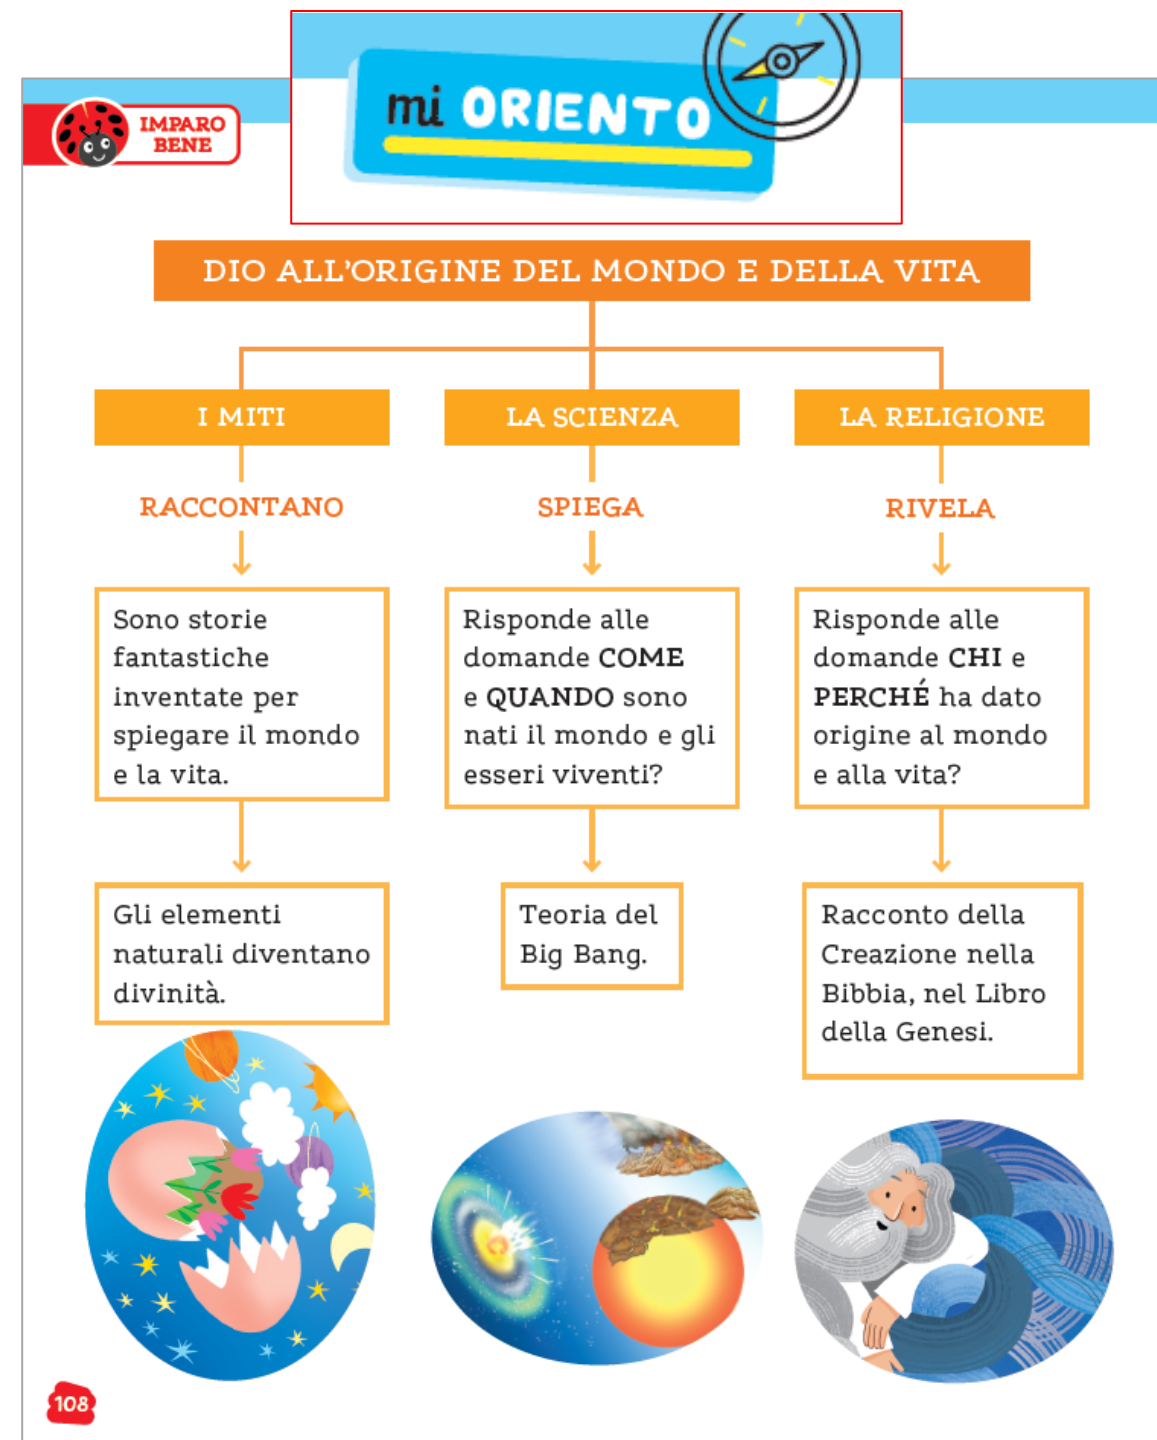 mi ORIENTO
IMPARO
BENE
DIO ALL'ORIGINE DEL MONDO E DELLA VITA
I MITI
RACCONTANO
Sono storie
fantastiche
inventate per
spiegare il mondo
e la vita.
Gli elementi
naturali diventano
divinità.
LA SCIENZA
SPIEGA
Risponde alle
domande COME
e QUANDO sono
nati il mondo e gli
esseri viventi?
Teoria del
Big Bang.
LA RELIGIONE
RIVELA
Risponde alle
domande CHI e
PERCHÉ ha dato
origine al mondo
e alla vita?
Racconto della
Creazione nella
Bibbia, nel Libro
della Genesi.
108